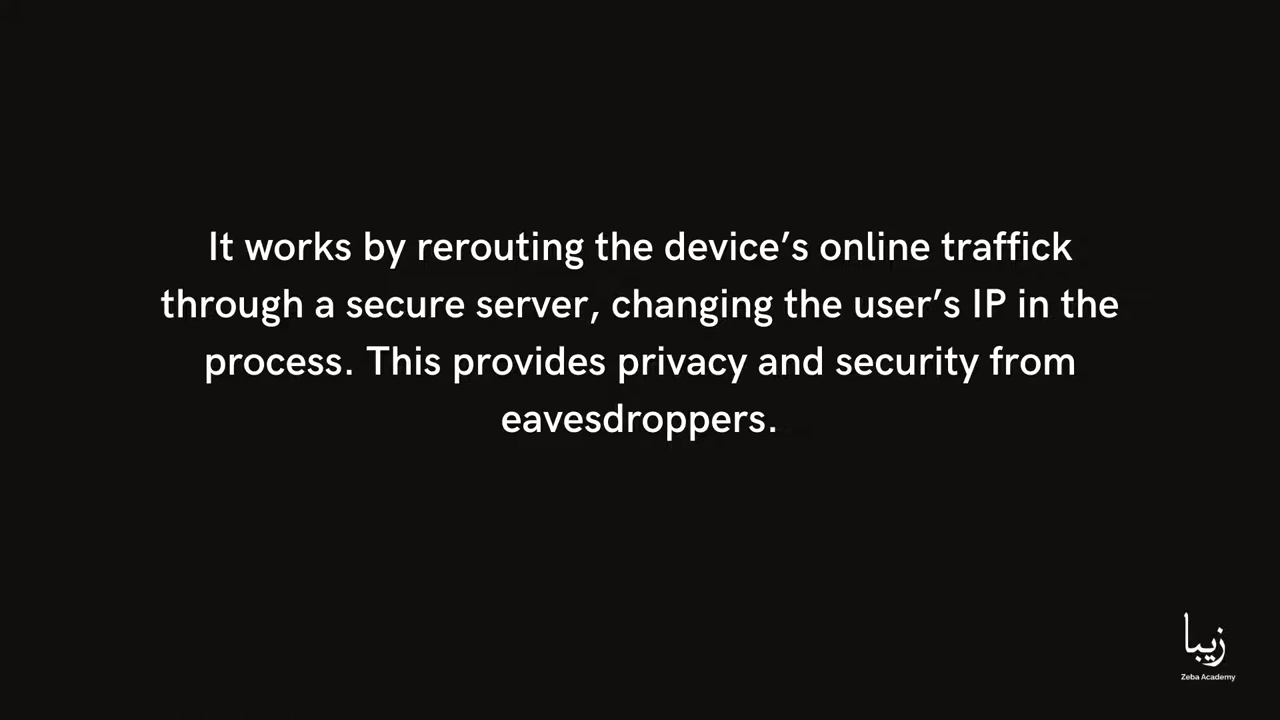 It works by rerouting the device’s online traffick
through a secure server, changing the user’s IP in the
process. This provides privacy and security from
eavesdroppers.
زیبا
Zeba Academy